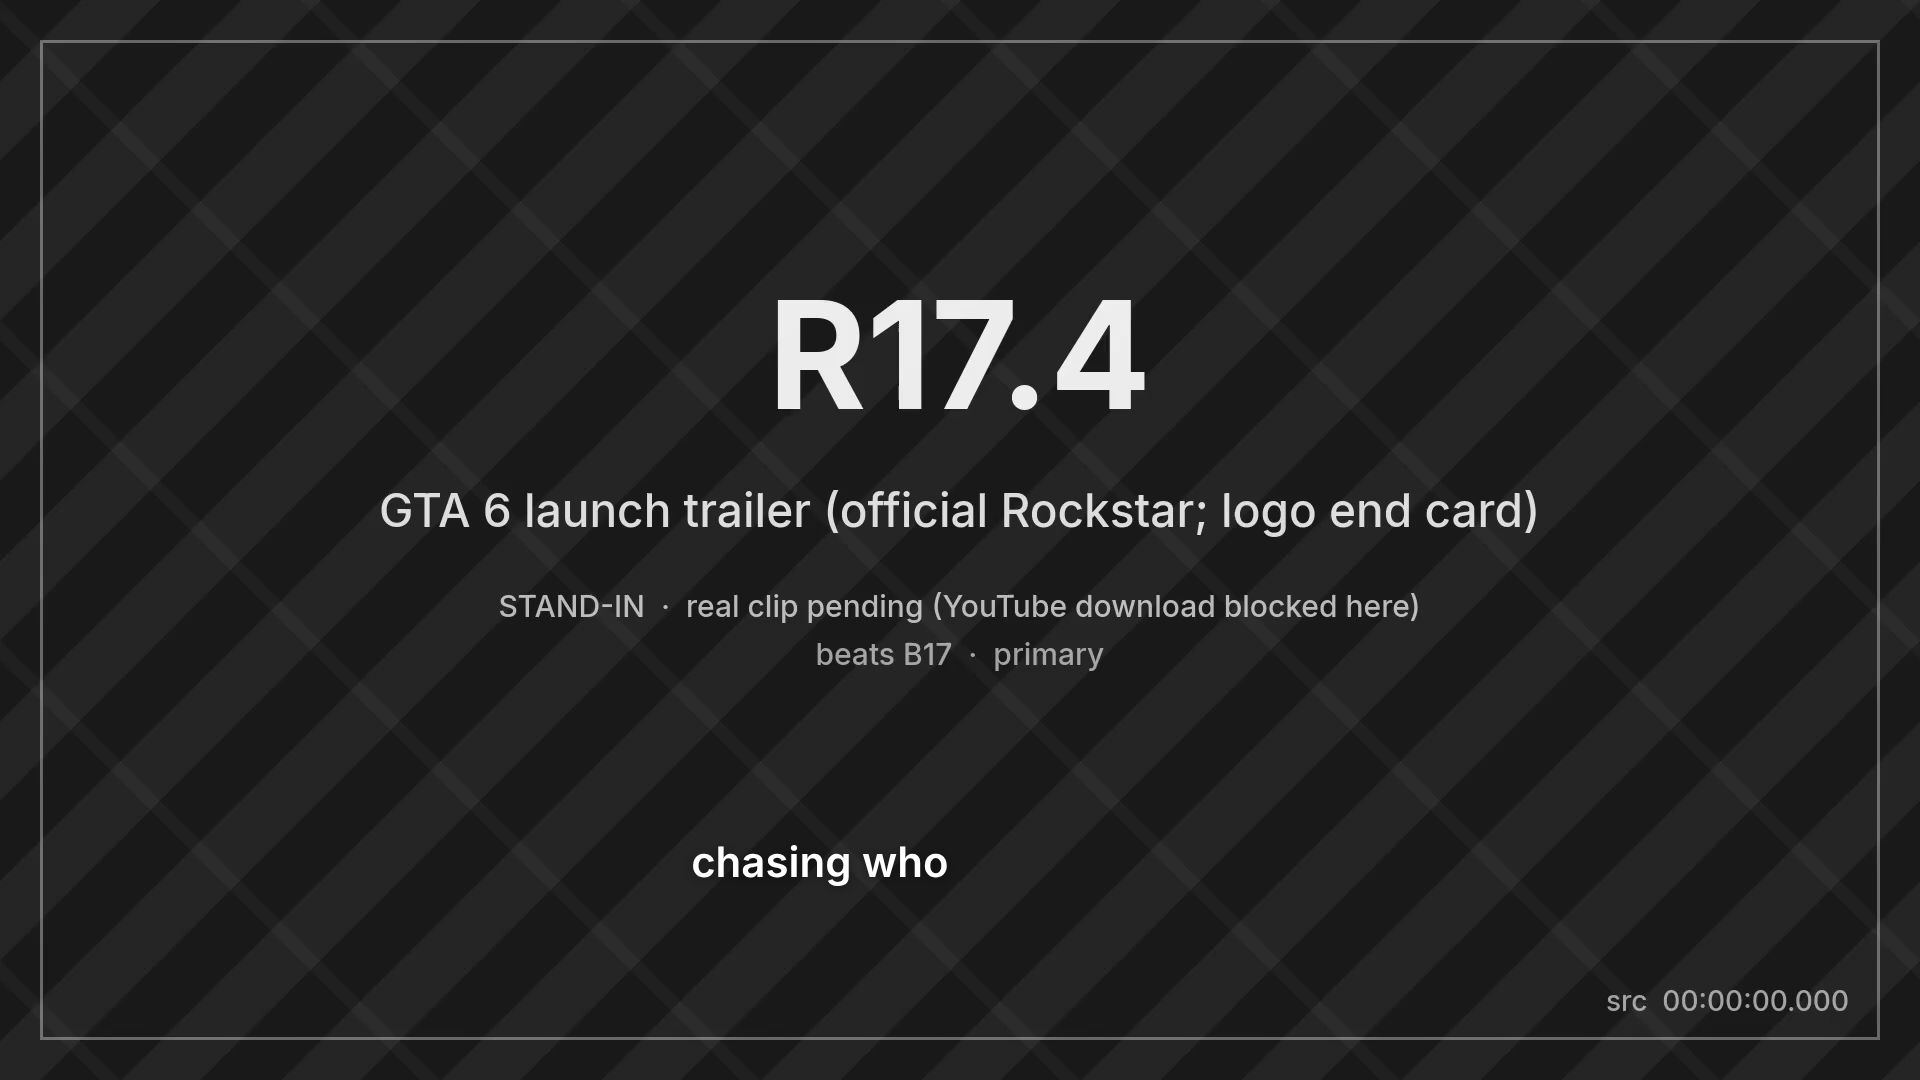 R17.4
GTA 6 launch trailer (official Rockstar; logo end card)
STAND-IN · real clip pending (YouTube download blocked here)
beats B17 · primary
chasing who
src 00:00:00.000